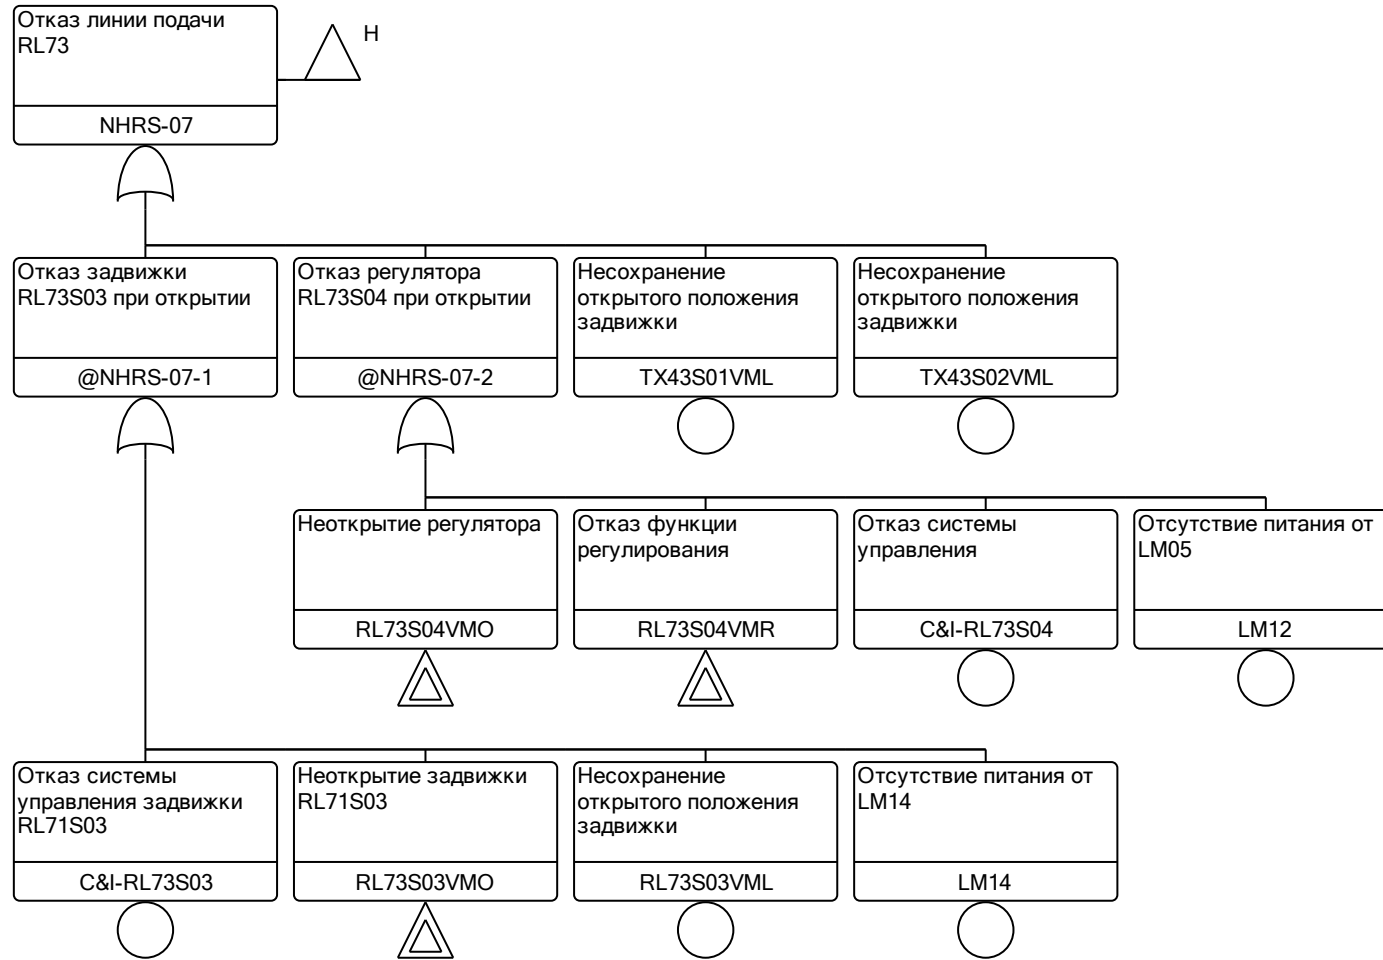 Отказ линии подачи
RL73
NHRS-07
H
Отказ задвижки
RL73S03 при открытии
@NHRS-07-1
Отказ регулятора
RL73S04 при открытии
@NHRS-07-2
Несохранение
открытого положения
задвижки
TX43S01VML
Несохранение
открытого положения
задвижки
TX43S02VML
Неоткрытие регулятора
RL73S04VMO
Отказ функции
регулирования
RL73S04VMR
Отказ системы
управления
C&I-RL73S04
Отсутствие питания от
LM05
LM12
Отказ системы
управления задвижки
RL71S03
C&I-RL73S03
Неоткрытие задвижки
RL71S03
RL73S03VMO
Несохранение
открытого положения
задвижки
RL73S03VML
Отсутствие питания от
LM14
LM14